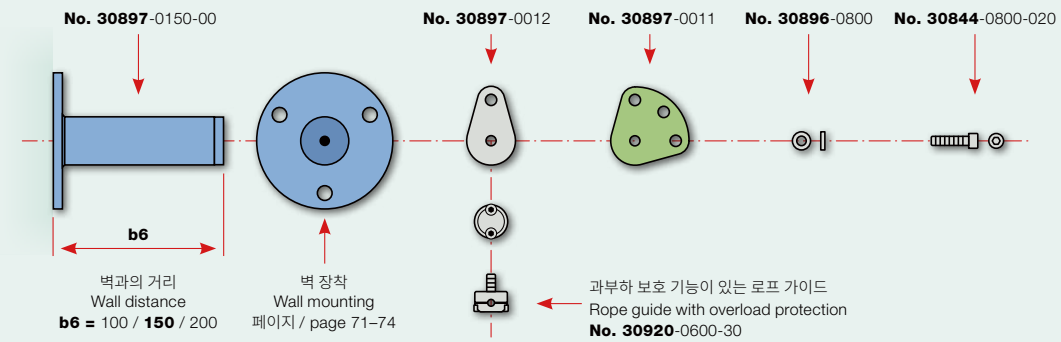 No. 30897-0150-00
No. 30897-0012
No. 30897-0011
No. 30896-0800
No. 30844-0800-020
b6
벽과의 거리
Wall distance
b6 = 100 / 150 / 200
벽 장착
Wall mounting
페이지 / page 71–74
과부하 보호 기능이 있는 로프 가이드
Rope guide with overload protection
No. 30920-0600-30